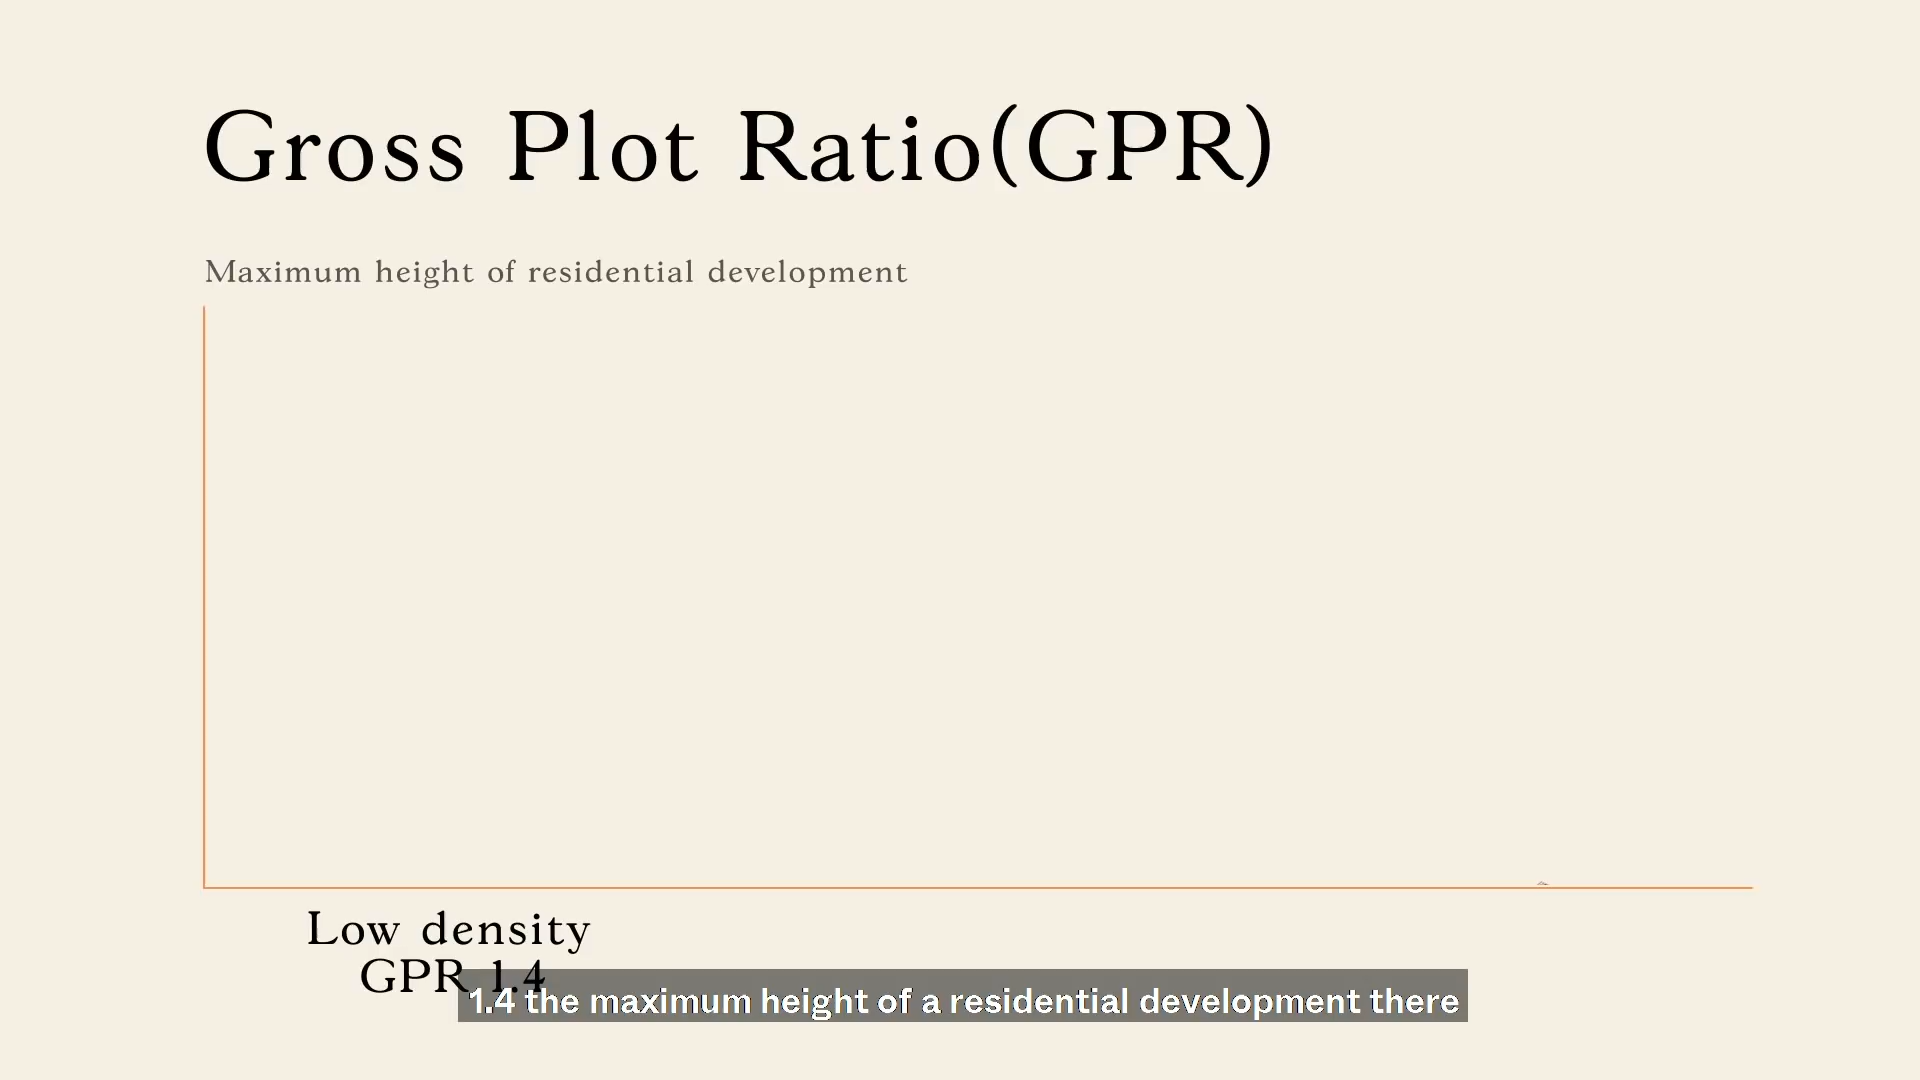 Gross Plot Ratio(GPR)
Maximum height of residential development
Low density
GPR 1.4
1.4 the maximum height of a residential development there